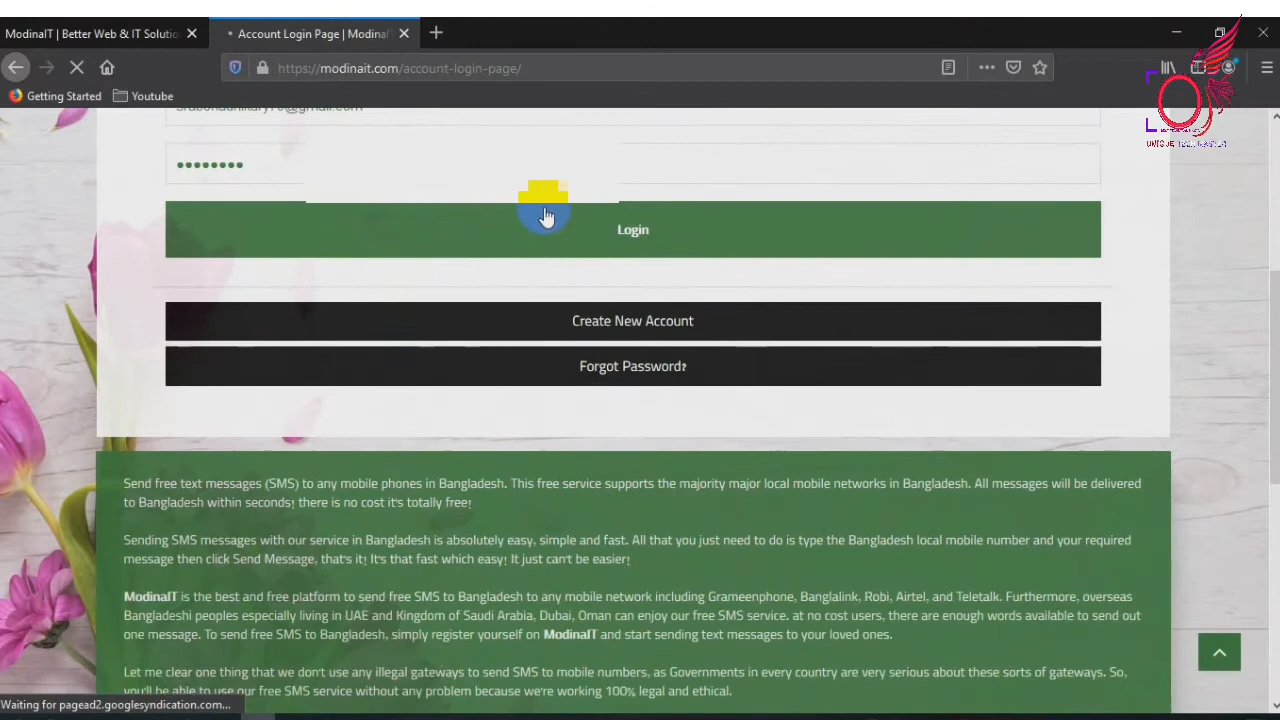 ModinaIT | Better Web & IT Solutio
Account Login Page | Modinal
https://modinait.com/account-login-page/
Getting Started
Youtube
UNIQUE TECH MASTER
Login
Create New Account
Forgot Password?
Send free text messages (SMS) to any mobile phones in Bangladesh. This free service supports the majority major local mobile networks in Bangladesh. All messages will be delivered
to Bangladesh within seconds! there is no cost it's totally free!
Sending SMS messages with our service in Bangladesh is absolutely easy, simple and fast. All that you just need to do is type the Bangladesh local mobile number and your required
message then click Send Message, that's it! It's that fast which easy! It just can't be easier!
ModinaIT is the best and free platform to send free SMS to Bangladesh to any mobile network including Grameenphone, Banglalink, Robi, Airtel, and Teletalk. Furthermore, overseas
Bangladeshi peoples especially living in UAE and Kingdom of Saudi Arabia, Dubai, Oman can enjoy our free SMS service. at no cost users, there are enough words available to send out
one message. To send free SMS to Bangladesh, simply register yourself on ModinaIT and start sending text messages to your loved ones.
Let me clear one thing that we don't use any illegal gateways to send SMS to mobile numbers, as Governments in every country are very serious about these sorts of gateways. So,
you'll be able to use our free SMS service without any problem because we're working 100% legal and ethical.
Waiting for pagead2.googlesyndication.com...